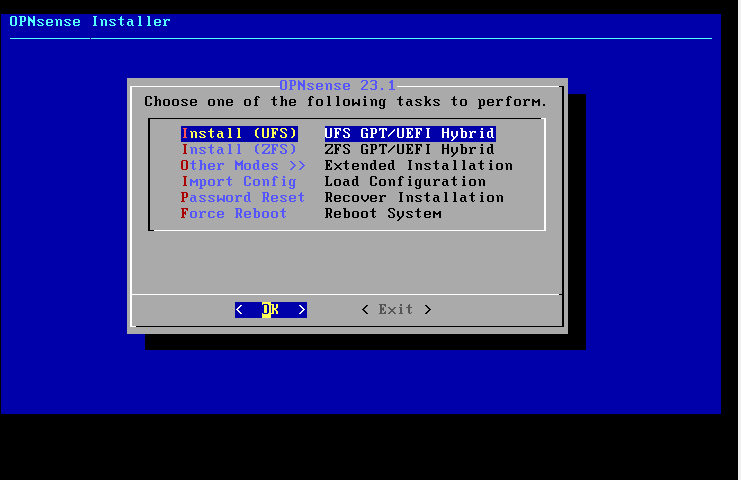 OPNsense Installer
OPNsense 23.1
Choose one of the following tasks to perform.
Install (UFS) UFS GPT/UEFI Hybrid
Install (ZFS) ZFS GPT/UEFI Hybrid
Other Modes >> Extended Installation
Import Config Load Configuration
Password Reset Recover Installation
Force Reboot Reboot System
< OK > < Exit >